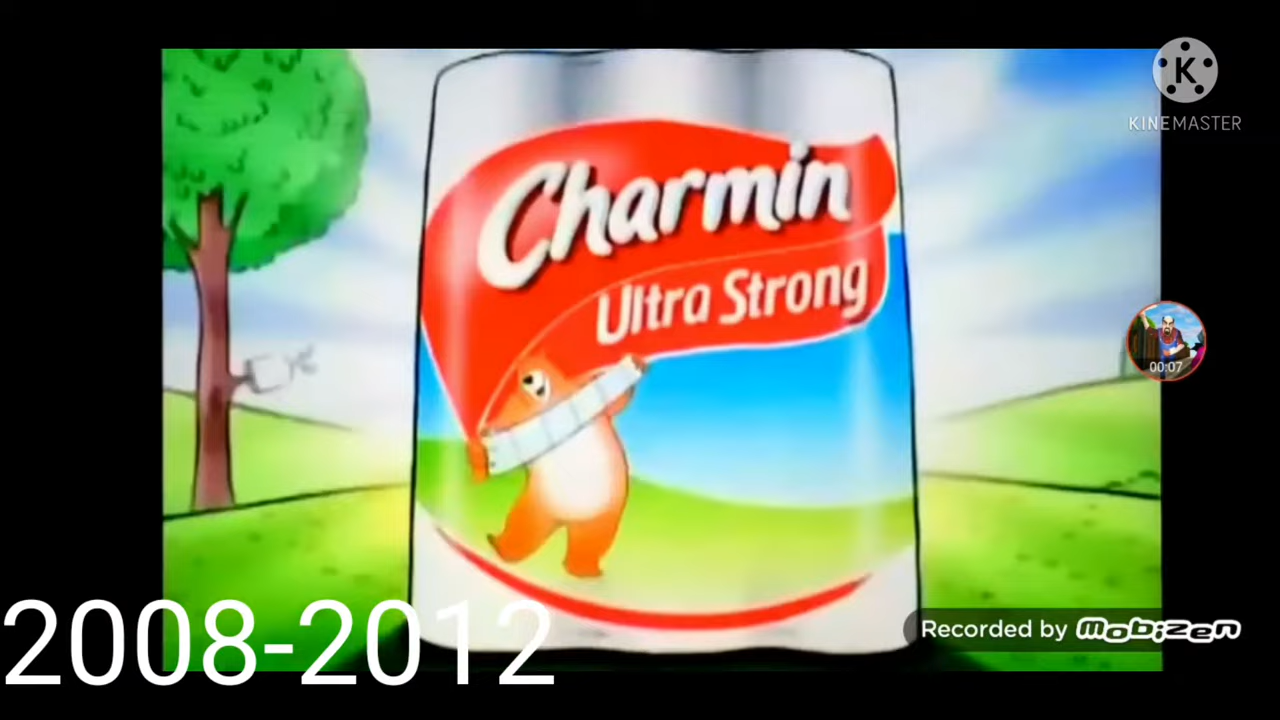 K
KINEMASTER
Charmin
Ultra Strong
00:07
2008-2012
Recorded by mobizen